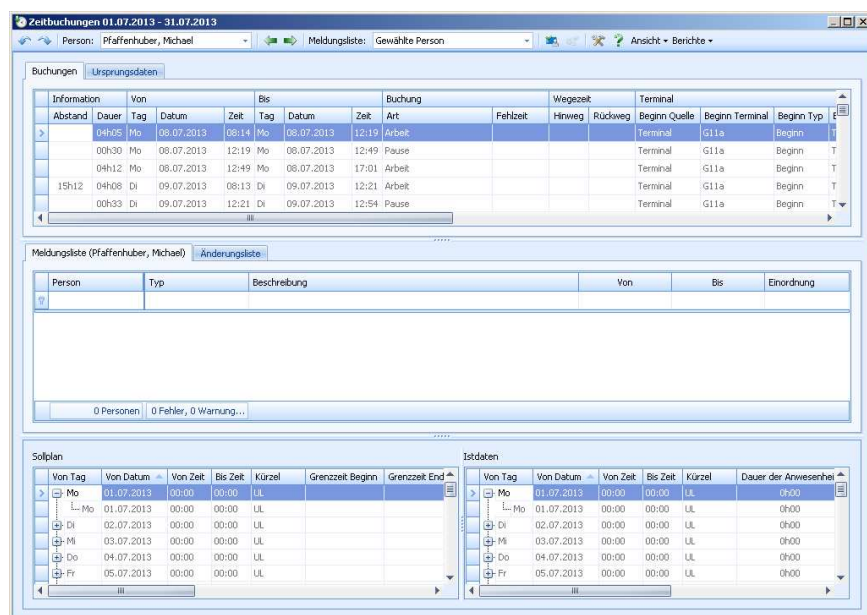 Zeitbuchungen 01.07.2013 - 31.07.2013
Person: Pfaffenhuber, Michael Meldungsliste: Gewählte Person Ansicht Berichte
Buchungen Ursprungsdaten
Information Von Bis Buchung Wegezeit Terminal
Abstand Dauer Tag Datum Zeit Tag Datum Zeit Art Fehlzeit Hinweg Rückweg Beginn Quelle Beginn Terminal Beginn Typ E
04h05 Mo 08.07.2013 08:14 Mo 08.07.2013 12:19 Arbeit Terminal G11a Beginn T
00h30 Mo 08.07.2013 12:19 Mo 08.07.2013 12:49 Pause Terminal G11a Beginn T
04h12 Mo 08.07.2013 12:49 Mo 08.07.2013 17:01 Arbeit Terminal G11a Beginn T
15h12 04h08 Di 09.07.2013 08:13 Di 09.07.2013 12:21 Arbeit Terminal G11a Beginn T
00h33 Di 09.07.2013 12:21 Di 09.07.2013 12:54 Pause Terminal G11a Beginn T
Meldungsliste (Pfaffenhuber, Michael) Änderungsliste
Person Typ Beschreibung Von Bis Einordnung
0 Personen 0 Fehler, 0 Warnung...
Sollplan
Von Tag Von Datum Von Zeit Bis Zeit Kürzel Grenzzeit Beginn Grenzzeit End
Mo 01.07.2013 00:00 00:00 UL
Mo 01.07.2013 00:00 00:00 UL
Di 02.07.2013 00:00 00:00 UL
Mi 03.07.2013 00:00 00:00 UL
Do 04.07.2013 00:00 00:00 UL
Fr 05.07.2013 00:00 00:00 UL
Istdaten
Von Tag Von Datum Von Zeit Bis Zeit Kürzel Dauer der Anwesenhei
Mo 01.07.2013 00:00 00:00 UL 0h00
Mo 01.07.2013 00:00 00:00 UL 0h00
Di 02.07.2013 00:00 00:00 UL 0h00
Mi 03.07.2013 00:00 00:00 UL 0h00
Do 04.07.2013 00:00 00:00 UL 0h00
Fr 05.07.2013 00:00 00:00 UL 0h00